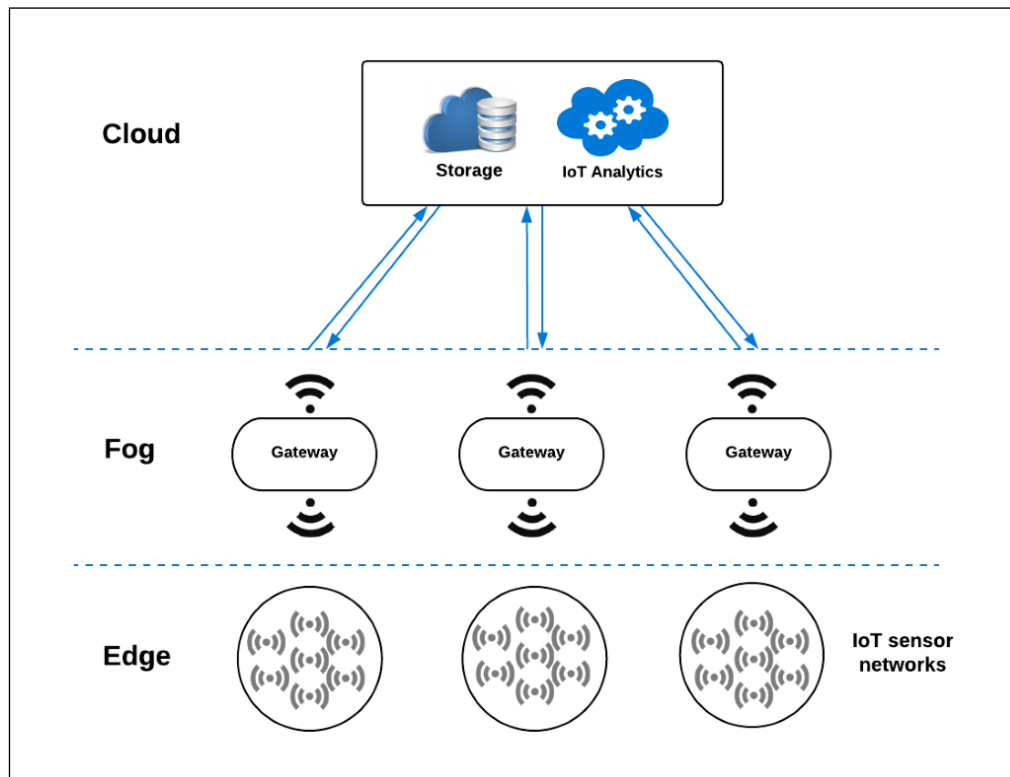 Cloud
Storage
IoT Analytics
Fog
Gateway
Gateway
Gateway
Edge
IoT sensor
networks